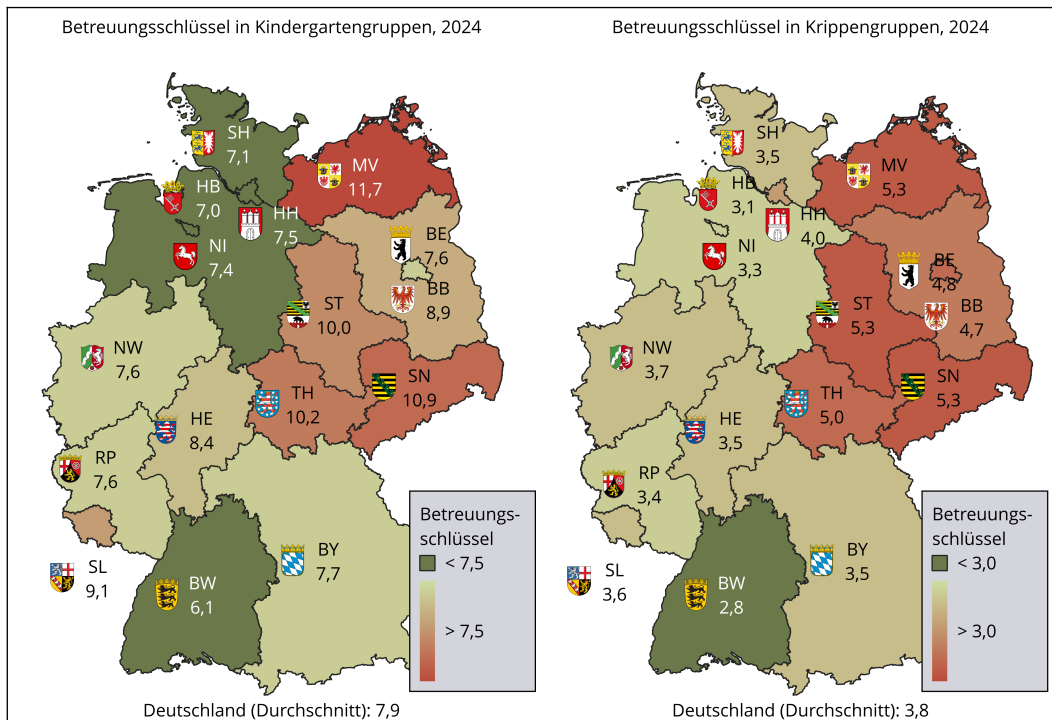 Betreuungsschlüssel in Kindergartengruppen, 2024
SH
7,1
MV
11,7
HB
7,0
HH
7,5
NI
7,4
BE
7,6
BB
8,9
ST
10,0
NW
7,6
SN
10,9
TH
10,2
HE
8,4
RP
7,6
SL
9,1
BY
7,7
BW
6,1
Betreuungs-
schlüssel
< 7,5
> 7,5
Deutschland (Durchschnitt): 7,9
Betreuungsschlüssel in Krippengruppen, 2024
SH
3,5
MV
5,3
HB
3,1
HH
4,0
NI
3,3
BE
4,8
BB
4,7
ST
5,3
NW
3,7
SN
5,3
TH
5,0
HE
3,5
RP
3,4
SL
3,6
BY
3,5
BW
2,8
Betreuungs-
schlüssel
< 3,0
> 3,0
Deutschland (Durchschnitt): 3,8